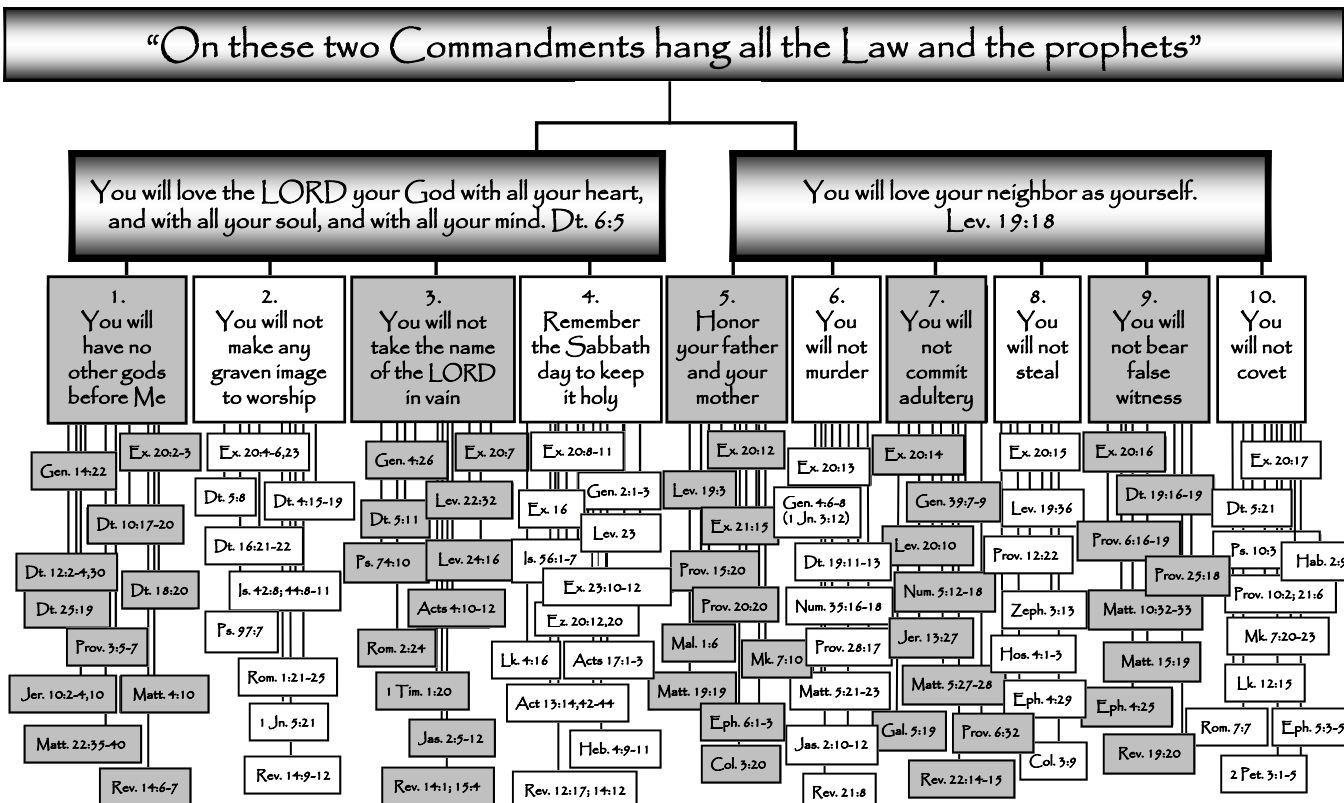 “On these two Commandments hang all the Law and the prophets”
You will love the LORD your God with all your heart,
and with all your soul, and with all your mind. Dt. 6:5
You will love your neighbor as yourself.
Lev. 19:18
1.
You will
have no
other gods
before Me
2.
You will not
make any
graven image
to worship
3.
You will not
take the name
of the LORD
in vain
4.
Remember
the Sabbath
day to keep
it holy
5.
Honor
your father
and your
mother
6.
You
will not
murder
7.
You will
not
commit
adultery
8.
You
will not
steal
9.
You will
not bear
false
witness
10.
You
will not
covet
Ex. 20:2-3
Gen. 14:22
Dt. 10:17-20
Dt. 12:2-4,30
Dt. 18:20
Dt. 25:19
Prov. 3:5-7
Jer. 10:2-4,10
Matt. 4:10
Matt. 22:35-40
Rev. 14:6-7
Ex. 20:4-6,23
Dt. 5:8
Dt. 4:15-19
Dt. 16:21-22
Is. 42:8; 44:8-11
Ps. 97:7
Rom. 1:21-25
1 Jn. 5:21
Rev. 14:9-12
Ex. 20:7
Gen. 4:26
Lev. 22:32
Dt. 5:11
Ps. 74:10
Lev. 24:16
Acts 4:10-12
Rom. 2:24
1 Tim. 1:20
Jas. 2:5-12
Rev. 14:1; 15:4
Ex. 20:8-11
Gen. 2:1-3
Ex. 16
Lev. 23
Is. 56:1-7
Ex. 23:10-12
Ez. 20:12,20
Lk. 4:16
Acts 17:1-3
Act 13:14,42-44
Heb. 4:9-11
Rev. 12:17; 14:12
Ex. 20:12
Lev. 19:3
Ex. 21:15
Prov. 15:20
Prov. 20:20
Mal. 1:6
Mk. 7:10
Matt. 19:19
Eph. 6:1-3
Col. 3:20
Ex. 20:13
Gen. 4:6-8
(1 Jn. 3:12)
Dt. 19:11-13
Num. 35:16-18
Prov. 28:17
Matt. 5:21-23
Jas. 2:10-12
Rev. 21:8
Ex. 20:14
Gen. 39:7-9
Lev. 20:10
Num. 5:12-18
Jer. 13:27
Matt. 5:27-28
Gal. 5:19
Prov. 6:32
Rev. 22:14-15
Ex. 20:15
Lev. 19:36
Prov. 12:22
Zeph. 3:13
Hos. 4:1-3
Eph. 4:29
Col. 3:9
Ex. 20:16
Dt. 19:16-19
Prov. 6:16-19
Prov. 25:18
Matt. 10:32-33
Matt. 15:19
Eph. 4:25
Rev. 19:20
Ex. 20:17
Dt. 5:21
Ps. 10:3
Hab. 2:9
Prov. 10:2; 21:6
Mk. 7:20-23
Lk. 12:15
Rom. 7:7
Eph. 5:3-5
2 Pet. 3:1-5